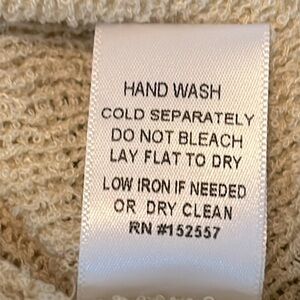 HAND WASH
COLD SEPARATELY
DO NOT BLEACH
LAY FLAT TO DRY
LOW IRON IF NEEDED
OR DRY CLEAN
RN #152557